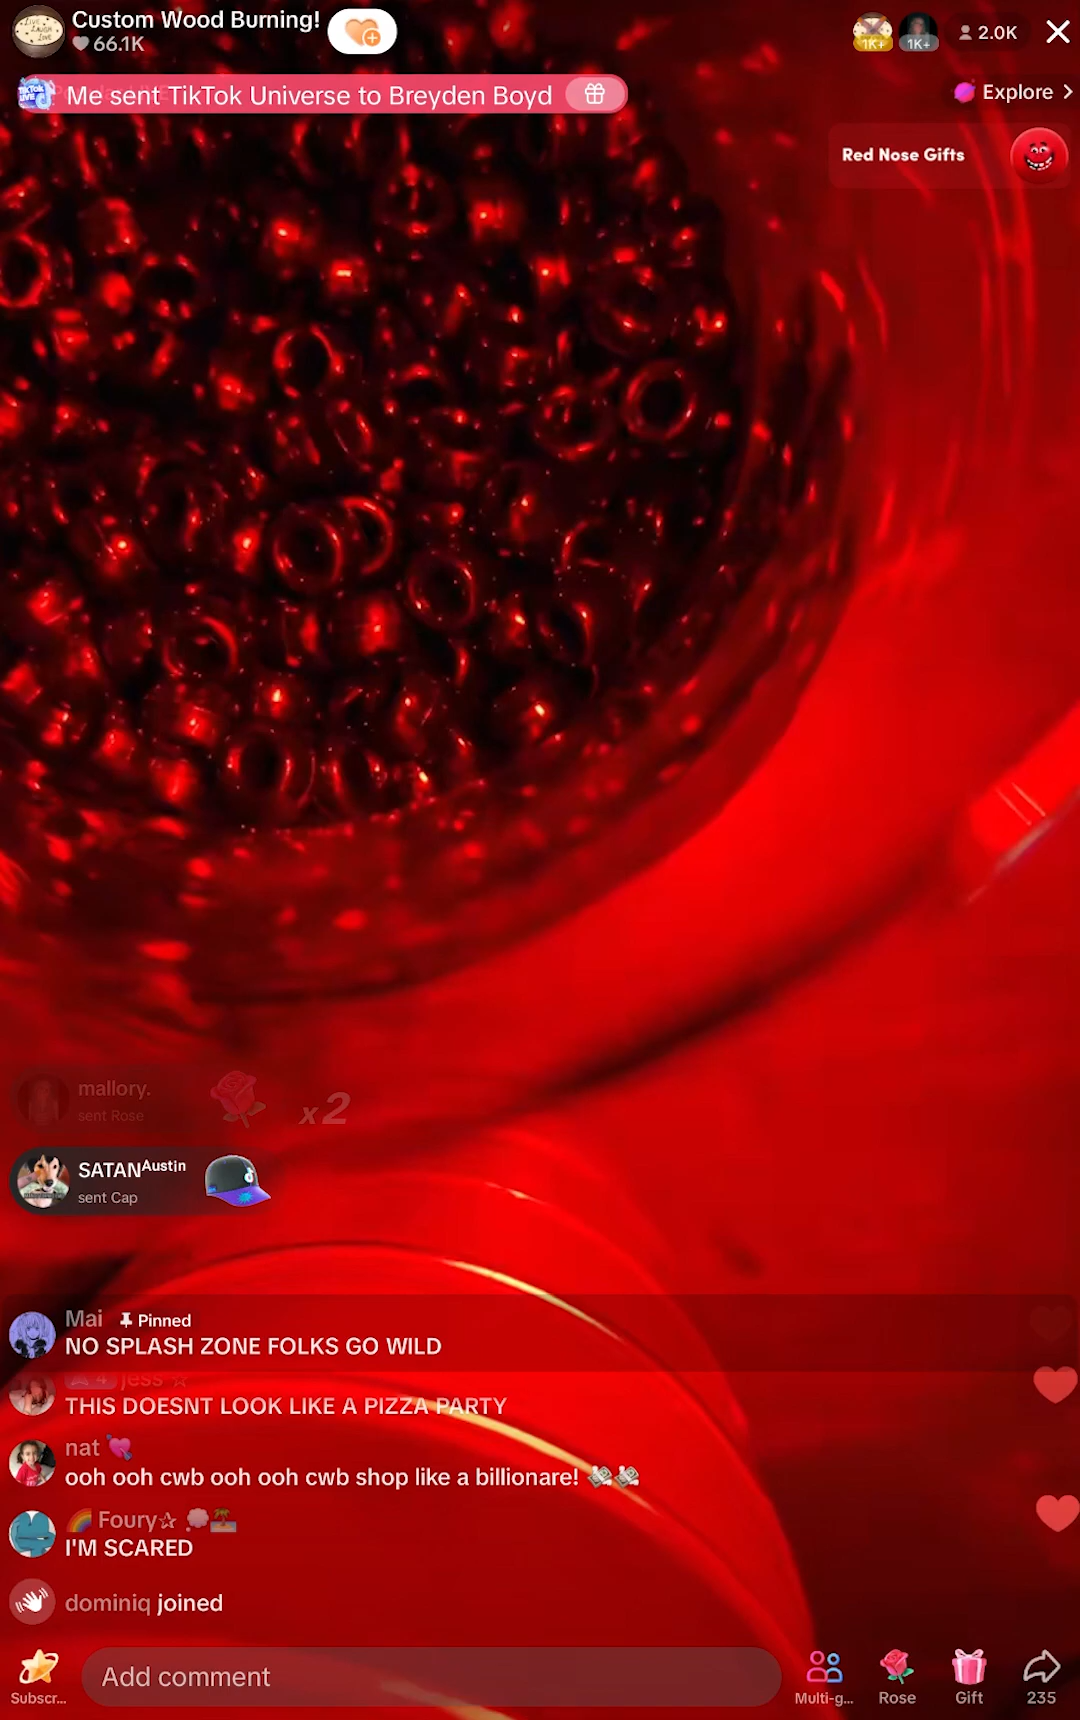 Custom Wood Burning!
66.1K
1K+
1K+
2.0K
Me sent TikTok Universe to Breyden Boyd
Explore
Red Nose Gifts
mallory.
sent Rose
x2
SATANᴬᵘˢᵗⁱⁿ
sent Cap
Mai Pinned
NO SPLASH ZONE FOLKS GO WILD
4 jess ☆
THIS DOESNT LOOK LIKE A PIZZA PARTY
nat 💘
ooh ooh cwb ooh ooh cwb shop like a billionare! 💸💸
🌈 Foury✰ 💭🏝️
I'M SCARED
dominiq joined
Add comment
Subscr...
Multi-g...
Rose
Gift
235